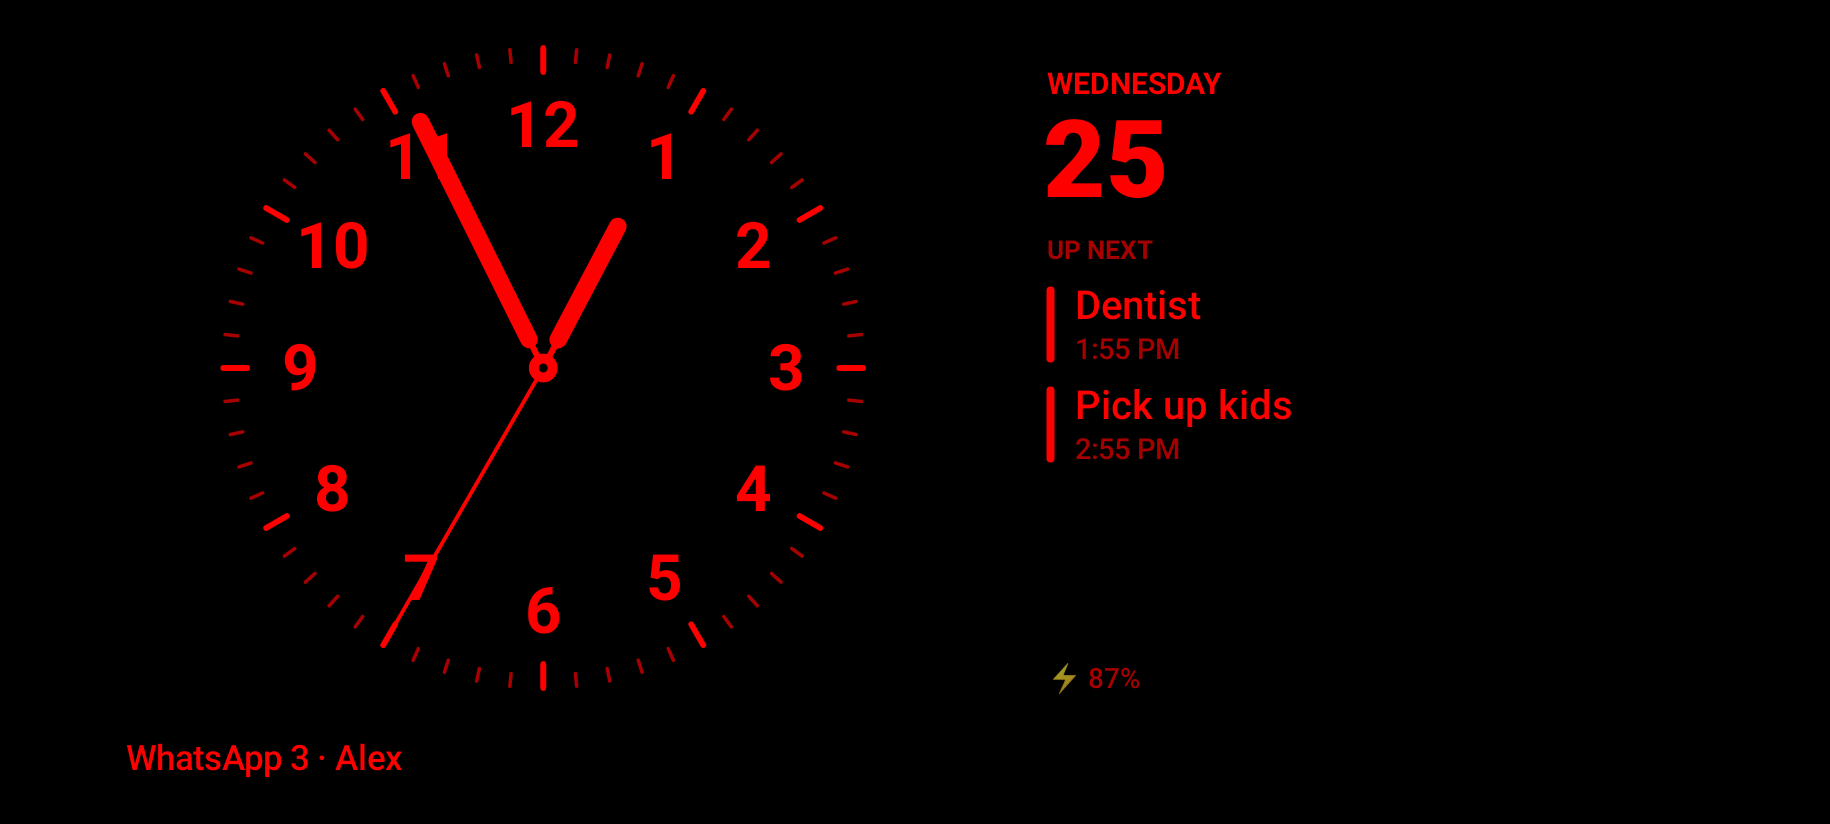 12
11
1
10
2
9
3
8
4
7
5
6
WEDNESDAY
25
UP NEXT
Dentist
1:55 PM
Pick up kids
2:55 PM
⚡ 87%
WhatsApp 3 · Alex